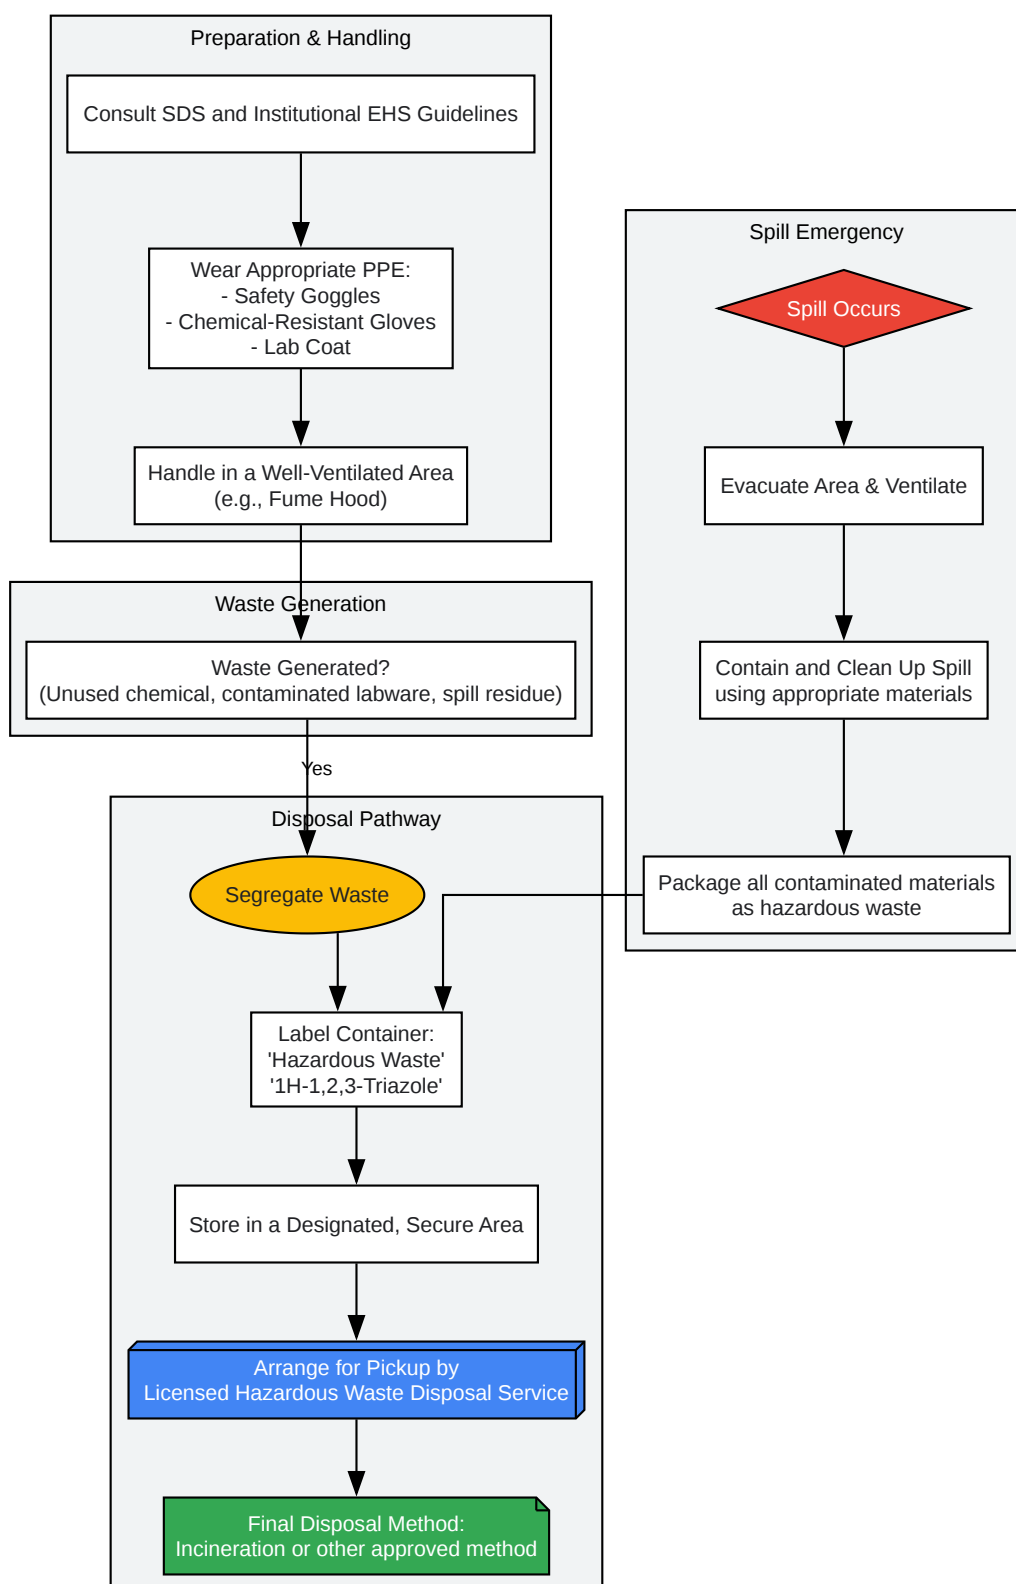 Preparation & Handling
Consult SDS and Institutional EHS Guidelines
Wear Appropriate PPE:
- Safety Goggles
- Chemical-Resistant Gloves
- Lab Coat
Handle in a Well-Ventilated Area
(e.g., Fume Hood)
Waste Generation
Waste Generated?
(Unused chemical, contaminated labware, spill residue)
Yes
Disposal Pathway
Segregate Waste
Label Container:
'Hazardous Waste'
'1H-1,2,3-Triazole'
Store in a Designated, Secure Area
Arrange for Pickup by
Licensed Hazardous Waste Disposal Service
Final Disposal Method:
Incineration or other approved method
Spill Emergency
Spill Occurs
Evacuate Area & Ventilate
Contain and Clean Up Spill
using appropriate materials
Package all contaminated materials
as hazardous waste